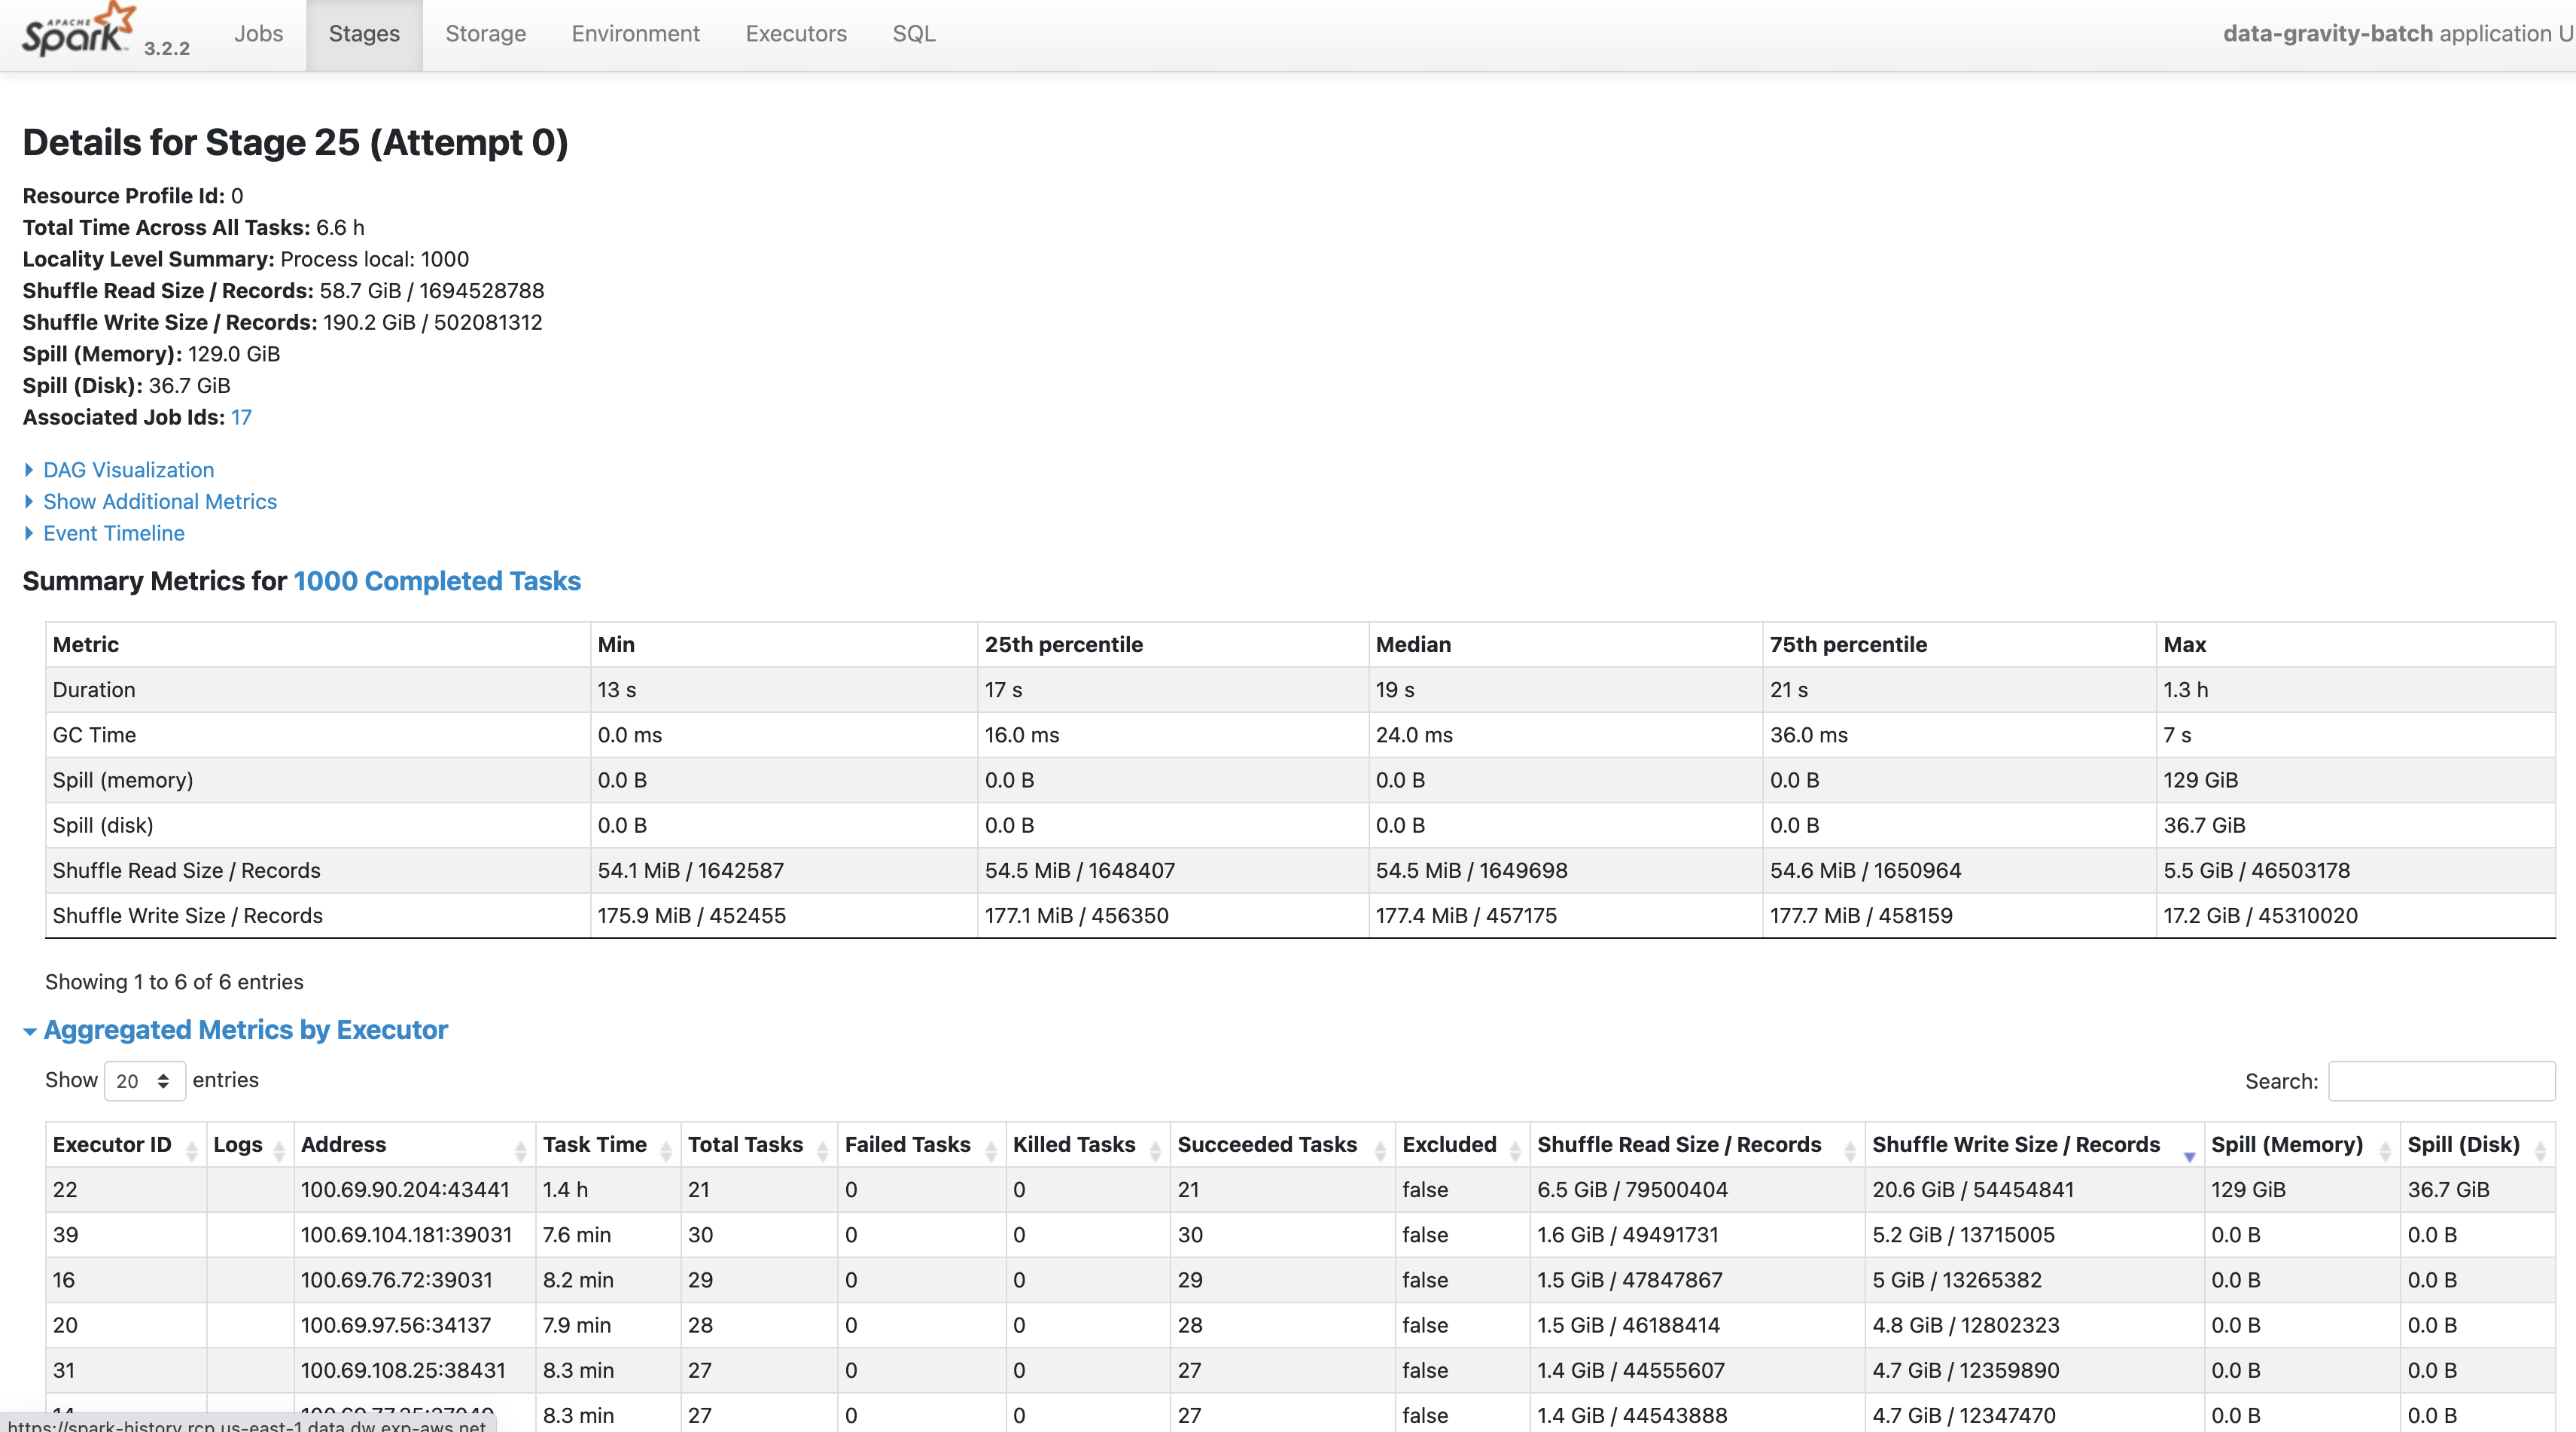 APACHE Spark 3.2.2 Jobs Stages Storage Environment Executors SQL data-gravity-batch application U
Details for Stage 25 (Attempt 0)
Resource Profile Id: 0
Total Time Across All Tasks: 6.6 h
Locality Level Summary: Process local: 1000
Shuffle Read Size / Records: 58.7 GiB / 1694528788
Shuffle Write Size / Records: 190.2 GiB / 502081312
Spill (Memory): 129.0 GiB
Spill (Disk): 36.7 GiB
Associated Job Ids: 17
DAG Visualization
Show Additional Metrics
Event Timeline
Summary Metrics for 1000 Completed Tasks
Metric Min 25th percentile Median 75th percentile Max
Duration 13 s 17 s 19 s 21 s 1.3 h
GC Time 0.0 ms 16.0 ms 24.0 ms 36.0 ms 7 s
Spill (memory) 0.0 B 0.0 B 0.0 B 0.0 B 129 GiB
Spill (disk) 0.0 B 0.0 B 0.0 B 0.0 B 36.7 GiB
Shuffle Read Size / Records 54.1 MiB / 1642587 54.5 MiB / 1648407 54.5 MiB / 1649698 54.6 MiB / 1650964 5.5 GiB / 46503178
Shuffle Write Size / Records 175.9 MiB / 452455 177.1 MiB / 456350 177.4 MiB / 457175 177.7 MiB / 458159 17.2 GiB / 45310020
Showing 1 to 6 of 6 entries
Aggregated Metrics by Executor
Show 20 entries Search:
Executor ID Logs Address Task Time Total Tasks Failed Tasks Killed Tasks Succeeded Tasks Excluded Shuffle Read Size / Records Shuffle Write Size / Records Spill (Memory) Spill (Disk)
22 100.69.90.204:43441 1.4 h 21 0 0 21 false 6.5 GiB / 79500404 20.6 GiB / 54454841 129 GiB 36.7 GiB
39 100.69.104.181:39031 7.6 min 30 0 0 30 false 1.6 GiB / 49491731 5.2 GiB / 13715005 0.0 B 0.0 B
16 100.69.76.72:39031 8.2 min 29 0 0 29 false 1.5 GiB / 47847867 5 GiB / 13265382 0.0 B 0.0 B
20 100.69.97.56:34137 7.9 min 28 0 0 28 false 1.5 GiB / 46188414 4.8 GiB / 12802323 0.0 B 0.0 B
31 100.69.108.25:38431 8.3 min 27 0 0 27 false 1.4 GiB / 44555607 4.7 GiB / 12359890 0.0 B 0.0 B
8.3 min 27 0 0 27 false 1.4 GiB / 44543888 4.7 GiB / 12347470 0.0 B 0.0 B
https://spark-history.rcp.us-east-1.data.dw.exp-aws.net